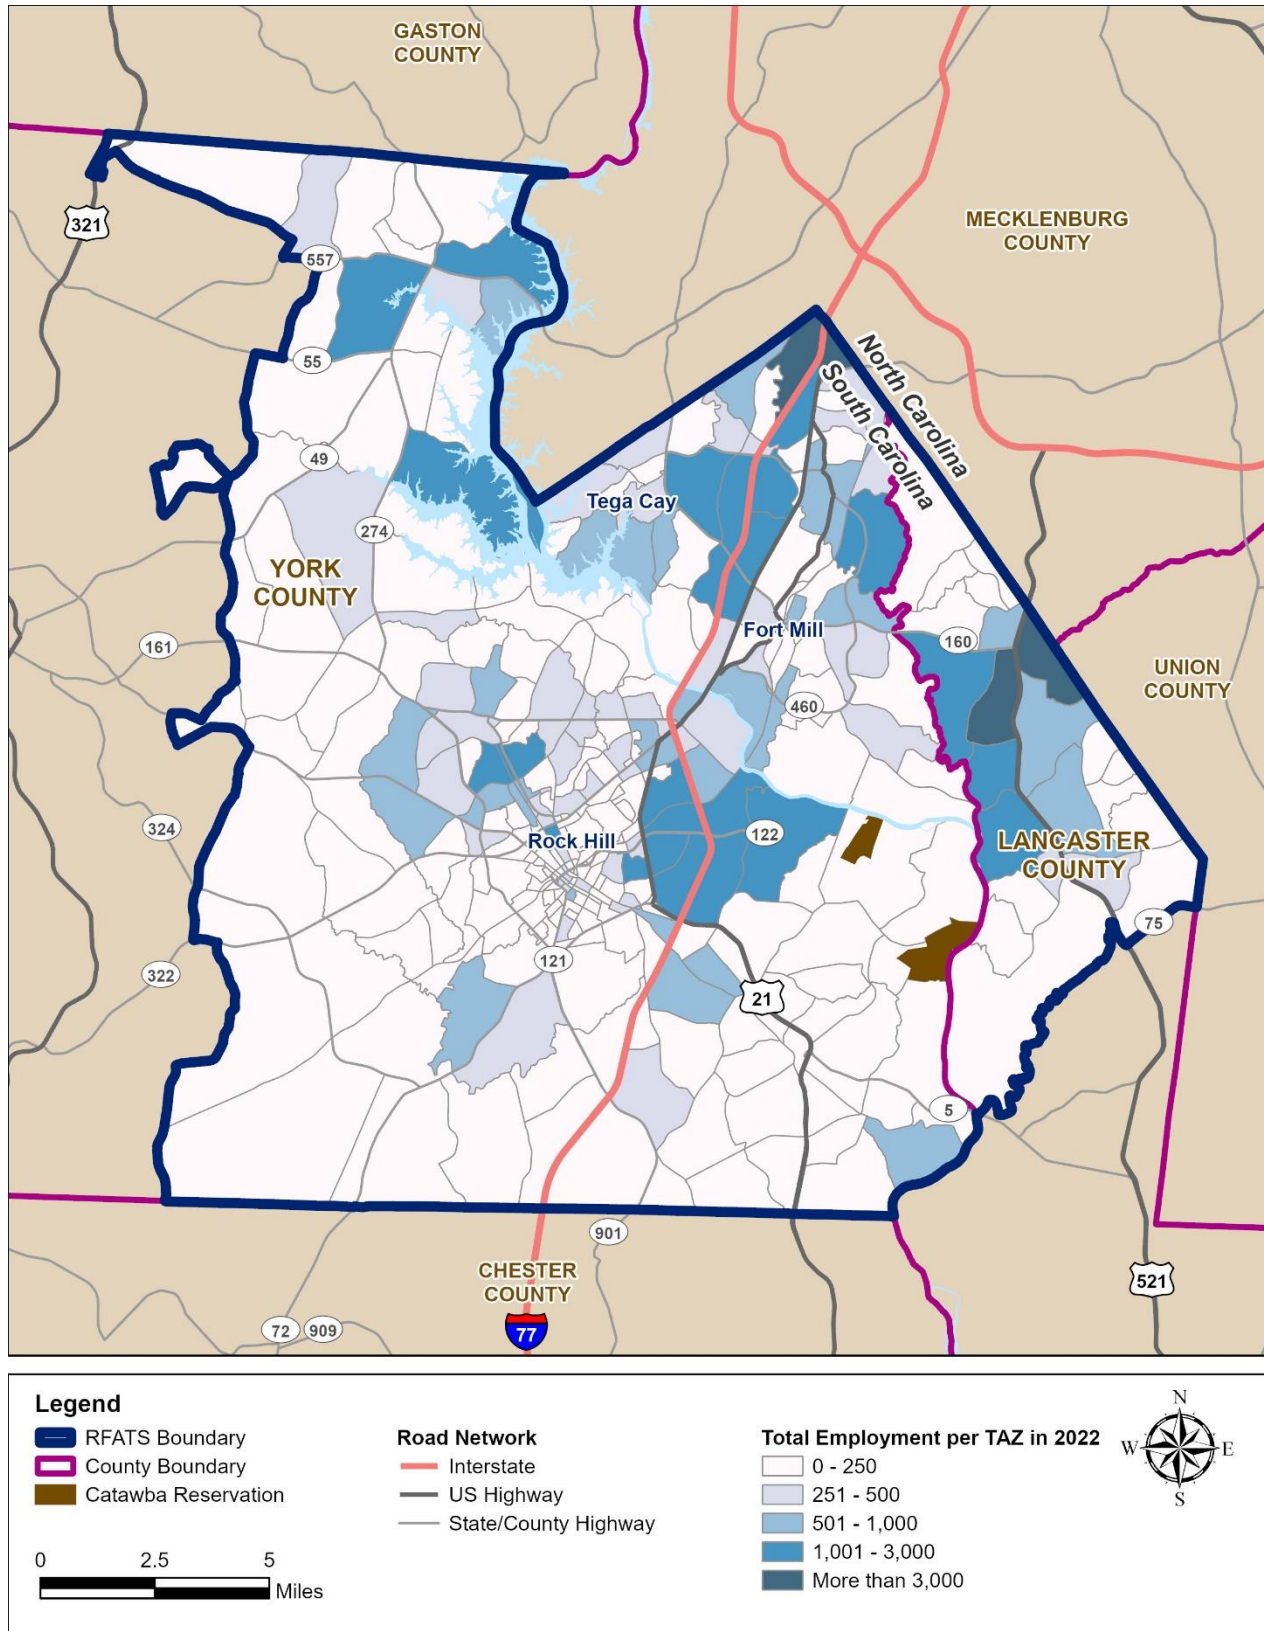 GASTON
COUNTY
321
MECKLENBURG
COUNTY
557
North Carolina
South Carolina
55
49
Tega Cay
274
YORK
COUNTY
Fort Mill
160
161
UNION
COUNTY
460
324
Rock Hill
122
LANCASTER
COUNTY
75
121
322
21
5
901
CHESTER
COUNTY
521
72
909
77
Legend
RFATS Boundary
County Boundary
Catawba Reservation
0 2.5 5
Miles
Road Network
Interstate
US Highway
State/County Highway
Total Employment per TAZ in 2022
0 - 250
251 - 500
501 - 1,000
1,001 - 3,000
More than 3,000
N
W E
S